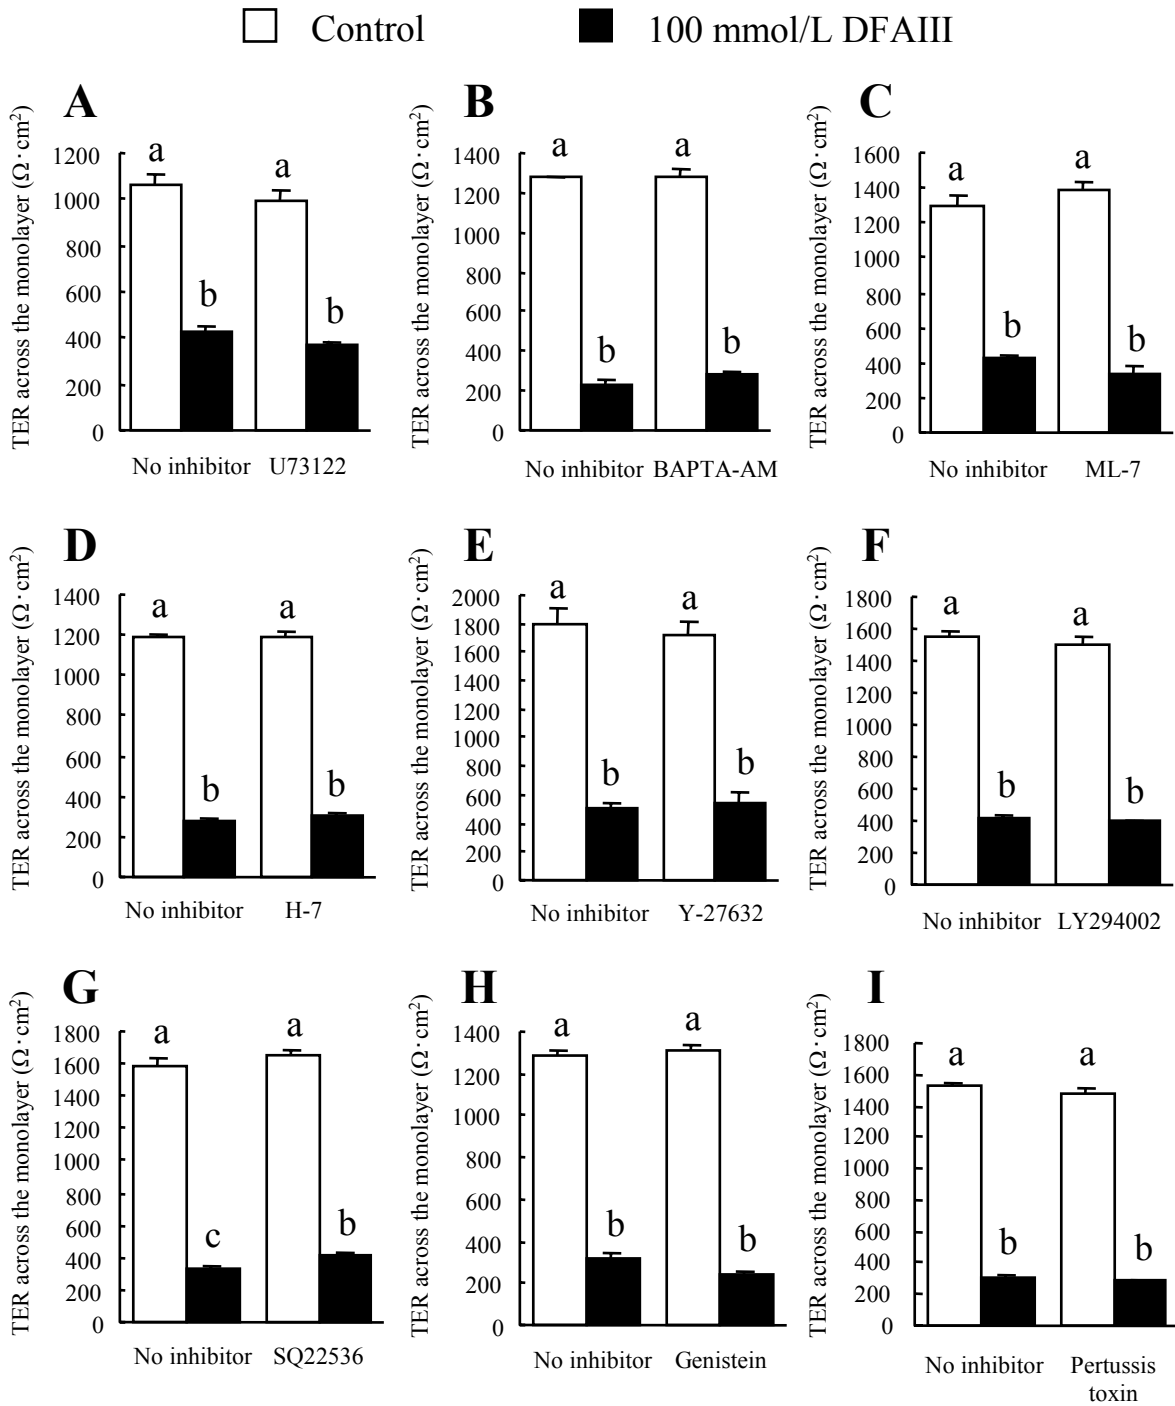 Control 100 mmol/L DFAIII
A
TER across the monolayer (Ω·cm²)
1200
1000
800
600
400
200
0
a
b
a
b
No inhibitor U73122
B
TER across the monolayer (Ω·cm²)
1400
1200
1000
800
600
400
200
0
a
b
a
b
No inhibitor BAPTA-AM
C
TER across the monolayer (Ω·cm²)
1600
1400
1200
1000
800
600
400
200
0
a
b
a
b
No inhibitor ML-7
D
TER across the monolayer (Ω·cm²)
1400
1200
1000
800
600
400
200
0
a
b
a
b
No inhibitor H-7
E
TER across the monolayer (Ω·cm²)
2000
1800
1600
1400
1200
1000
800
600
400
200
0
a
b
a
b
No inhibitor Y-27632
F
TER across the monolayer (Ω·cm²)
1800
1600
1400
1200
1000
800
600
400
200
0
a
b
a
b
No inhibitor LY294002
G
TER across the monolayer (Ω·cm²)
1800
1600
1400
1200
1000
800
600
400
200
0
a
c
a
b
No inhibitor SQ22536
H
TER across the monolayer (Ω·cm²)
1400
1200
1000
800
600
400
200
0
a
b
a
b
No inhibitor Genistein
I
TER across the monolayer (Ω·cm²)
1800
1600
1400
1200
1000
800
600
400
200
0
a
b
a
b
No inhibitor Pertussis
toxin